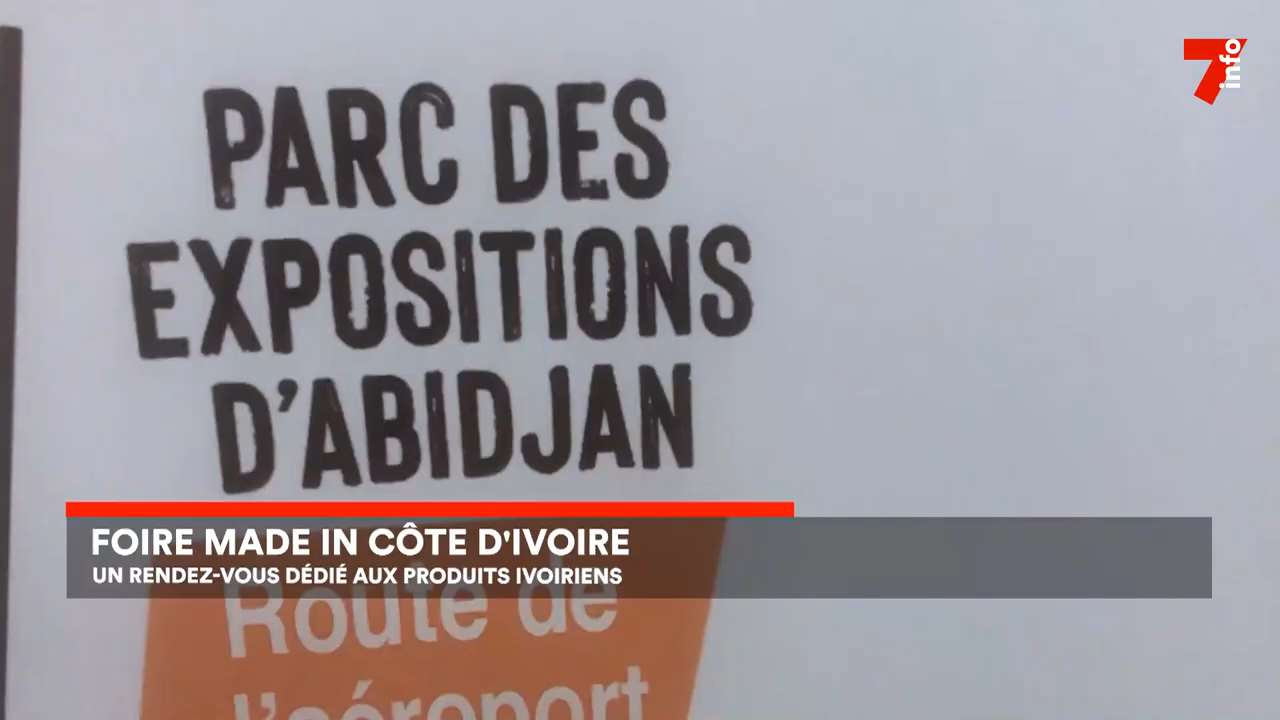 7
info
PARC DES
EXPOSITIONS
D'ABIDJAN
FOIRE MADE IN CÔTE D'IVOIRE
UN RENDEZ-VOUS DÉDIÉ AUX PRODUITS IVOIRIENS
Route de
l'aéroport